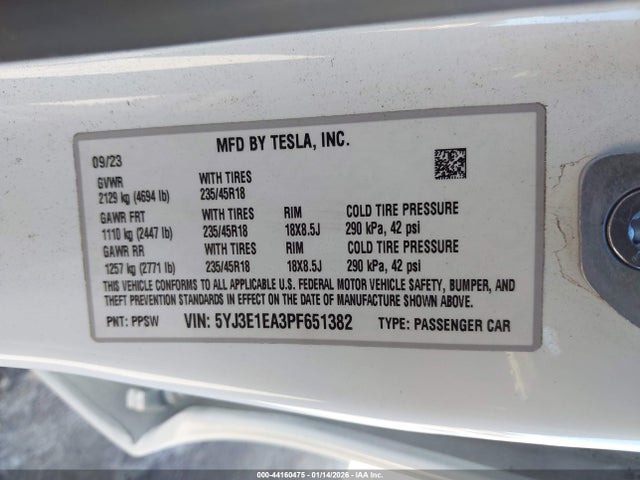 MFD BY TESLA, INC.
09/23
GVWR WITH TIRES
2129 kg (4694 lb) 235/45R18
GAWR FRT WITH TIRES RIM COLD TIRE PRESSURE
1110 kg (2447 lb) 235/45R18 18X8.5J 290 kPa, 42 psi
GAWR RR WITH TIRES RIM COLD TIRE PRESSURE
1257 kg (2771 lb) 235/45R18 18X8.5J 290 kPa, 42 psi
THIS VEHICLE CONFORMS TO ALL APPLICABLE U.S. FEDERAL MOTOR VEHICLE SAFETY, BUMPER, AND
THEFT PREVENTION STANDARDS IN EFFECT ON THE DATE OF MANUFACTURE SHOWN ABOVE.
PNT: PPSW VIN: 5YJ3E1EA3PF651382 TYPE: PASSENGER CAR
000-44160475 - 01/14/2026 - IAAI.COM